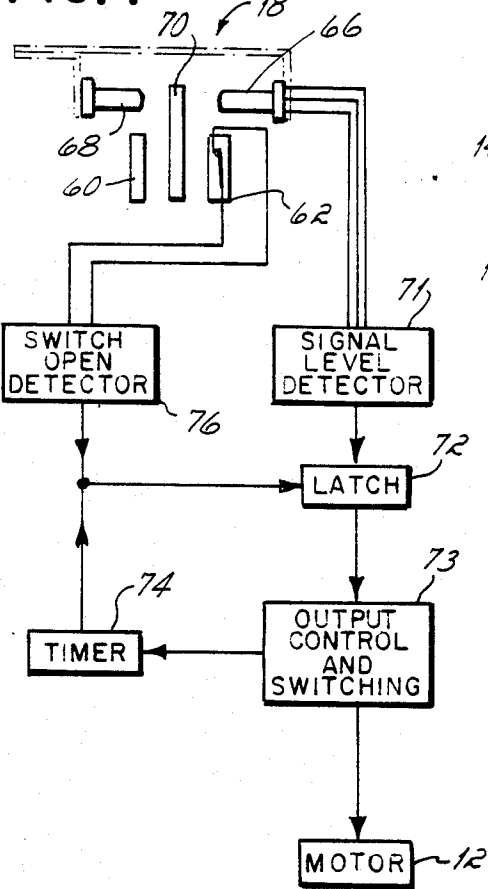 18
70
66
68
60
62
71
SWITCH
OPEN
DETECTOR
SIGNAL
LEVEL
DETECTOR
76
72
LATCH
73
74
OUTPUT
CONTROL
AND
SWITCHING
TIMER
MOTOR
12